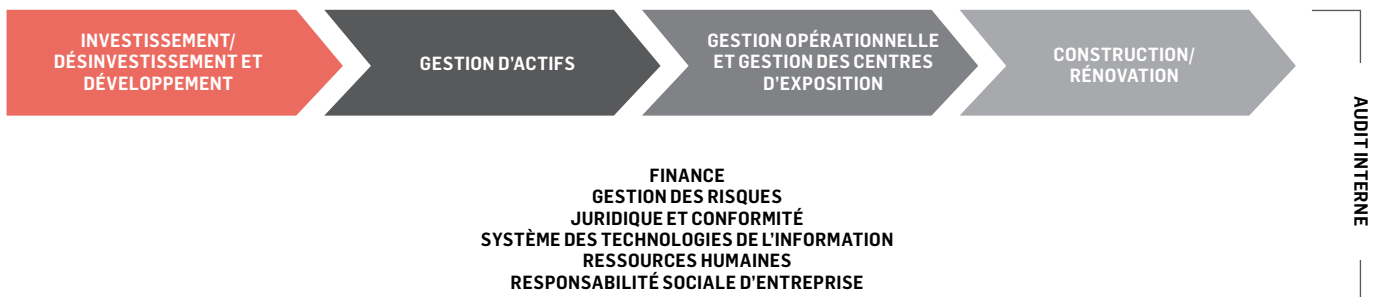 INVESTISSEMENT/
DÉSINVESTISSEMENT ET
DÉVELOPPEMENT
GESTION D'ACTIFS
GESTION OPÉRATIONNELLE
ET GESTION DES CENTRES
D'EXPOSITION
CONSTRUCTION/
RÉNOVATION
AUDIT INTERNE
FINANCE
GESTION DES RISQUES
JURIDIQUE ET CONFORMITÉ
SYSTÈME DES TECHNOLOGIES DE L'INFORMATION
RESSOURCES HUMAINES
RESPONSABILITÉ SOCIALE D'ENTREPRISE